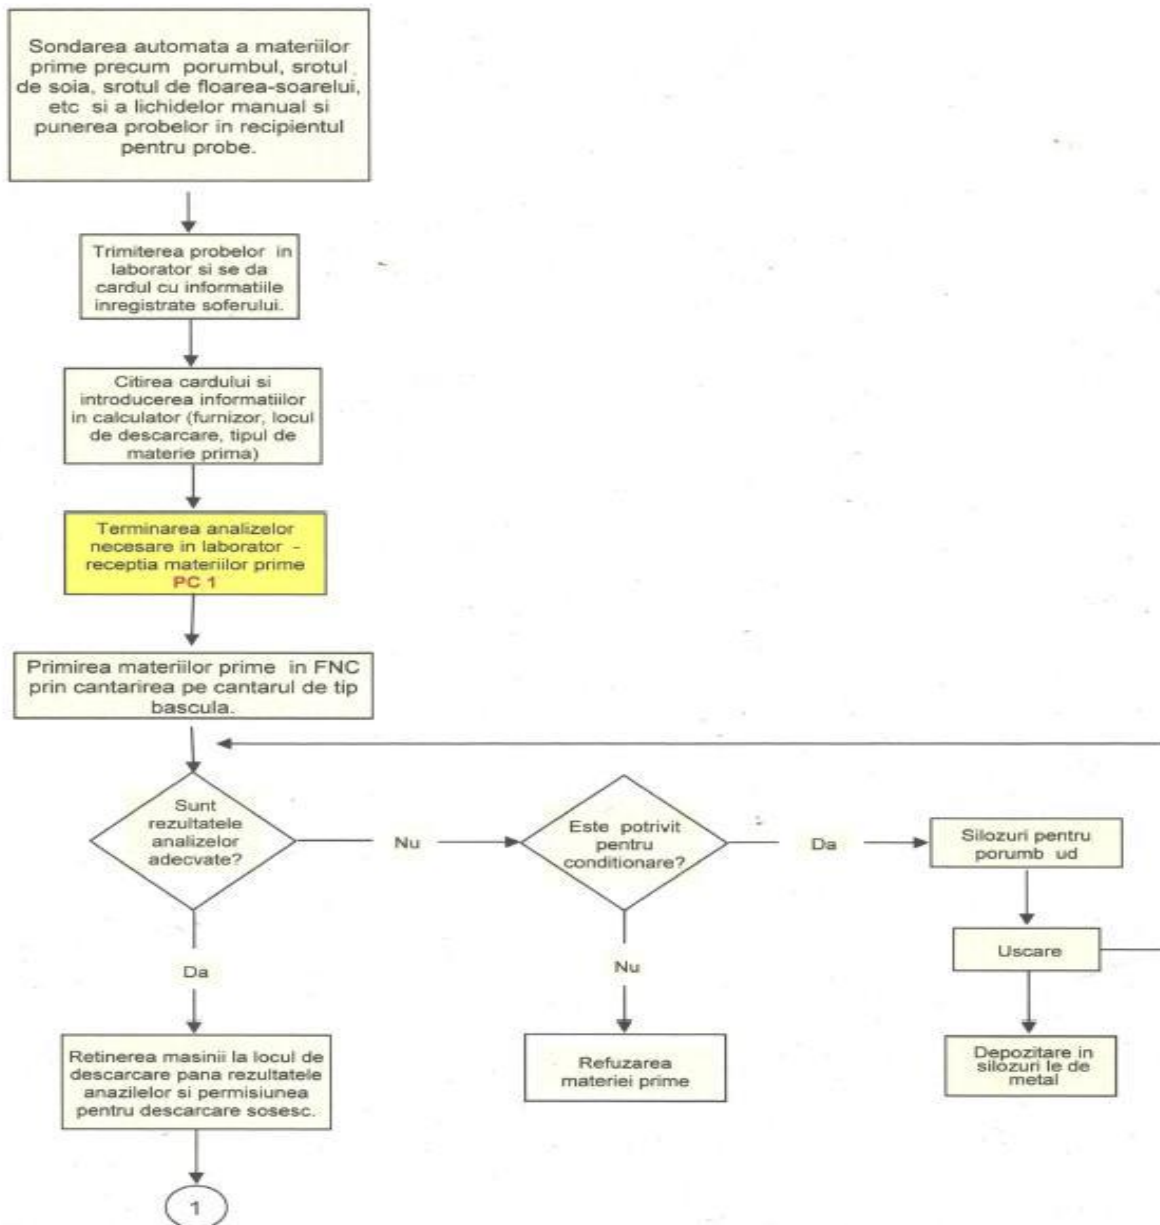 Sondarea automata a materiilor
prime precum porumbul, srotul
de soia, srotul de floarea-soarelui,
etc si a lichidelor manual si
punerea probelor in recipientul
pentru probe.
Trimiterea probelor in
laborator si se da
cardul cu informatiile
inregistrate soferului.
Citirea cardului si
introducerea informatiilor
in calculator (furnizor, locul
de descarcare, tipul de
materie prima)
Terminarea analizelor
necesare in laborator -
receptia materiilor prime
PC 1
Primirea materiilor prime in FNC
prin cantarirea pe cantarul de tip
bascula.
Sunt
rezultatele
analizelor
adecvate?
Nu
Este potrivit
pentru
conditionare?
Da
Silozuri pentru
porumb ud
Uscare
Depozitare in
silozuri le de
metal
Nu
Refuzarea
materiei prime
Da
Retinerea masinii la locul de
descarcare pana rezultatele
anazilelor si permisiunea
pentru descarcare sosesc.
1